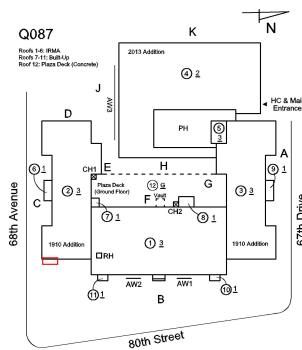 K
Q087
N
Roofs 1-6: IRMA
Roofs 7-11: Built-Up
Roof 12: Plaza Deck (Concrete)
2013 Addition
4 2
J
AW3
HC & Main
Entrance
PH
5
3
D
A
E
H
CH1
6 1
9 1
Plaza Deck
(Ground Floor)
12 G
G
2 3
3 3
C
Vault
F
CH2
7 1
8 1
68th Avenue
67th Drive
1910 Addition
1 3
1910 Addition
RH
11 1
AW2
AW1
10 1
B
80th Street